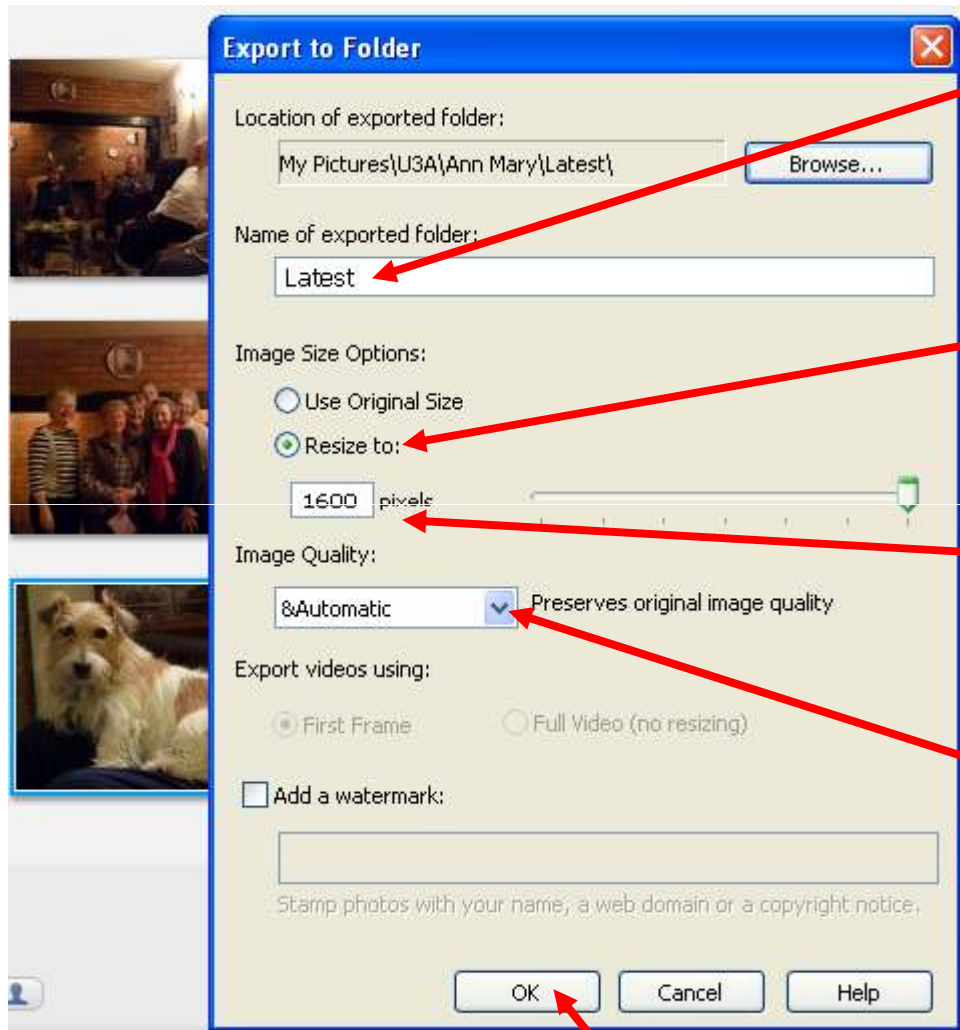 Export to Folder
Location of exported folder:
My Pictures\U3A\Ann Mary\Latest\
Browse...
Name of exported folder:
Latest
Image Size Options:
Use Original Size
Resize to:
1600 pixels
Image Quality:
&Automatic
Preserves original image quality
Export videos using:
First Frame
Full Video (no resizing)
Add a watermark:
Stamp photos with your name, a web domain or a copyright notice.
OK
Cancel
Help